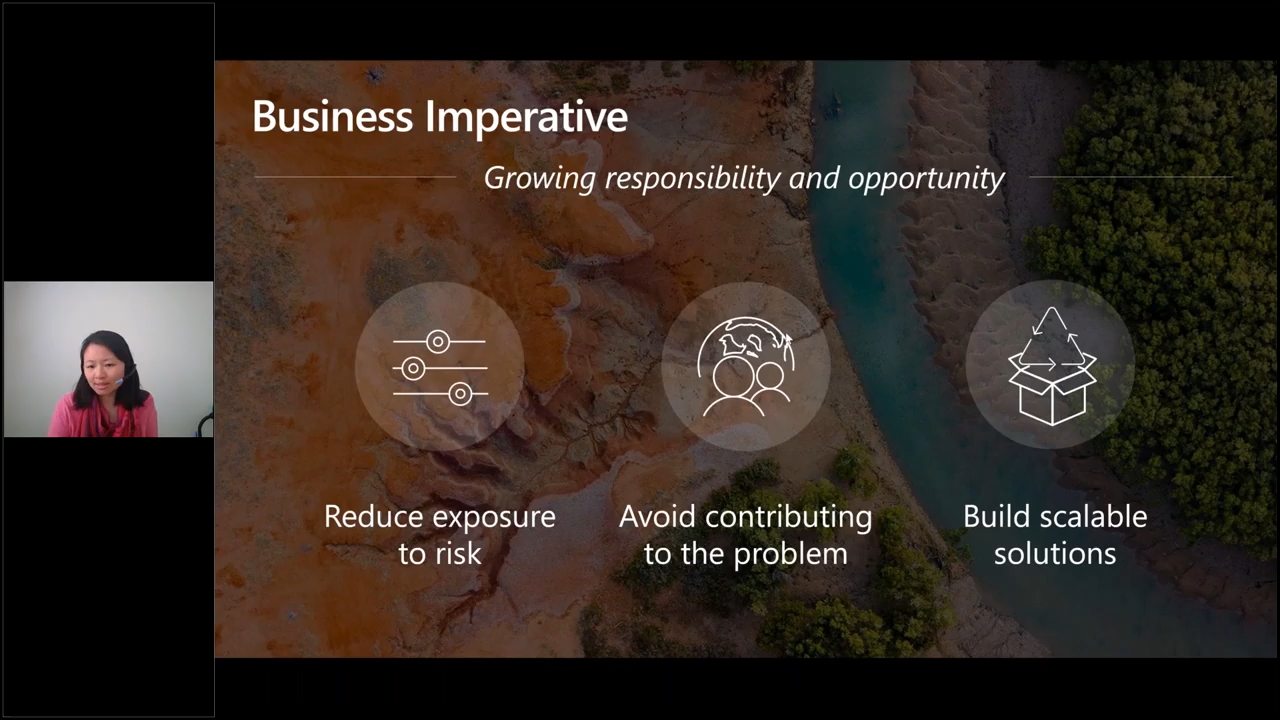 Business Imperative
Growing responsibility and opportunity
Reduce exposure
to risk
Avoid contributing
to the problem
Build scalable
solutions